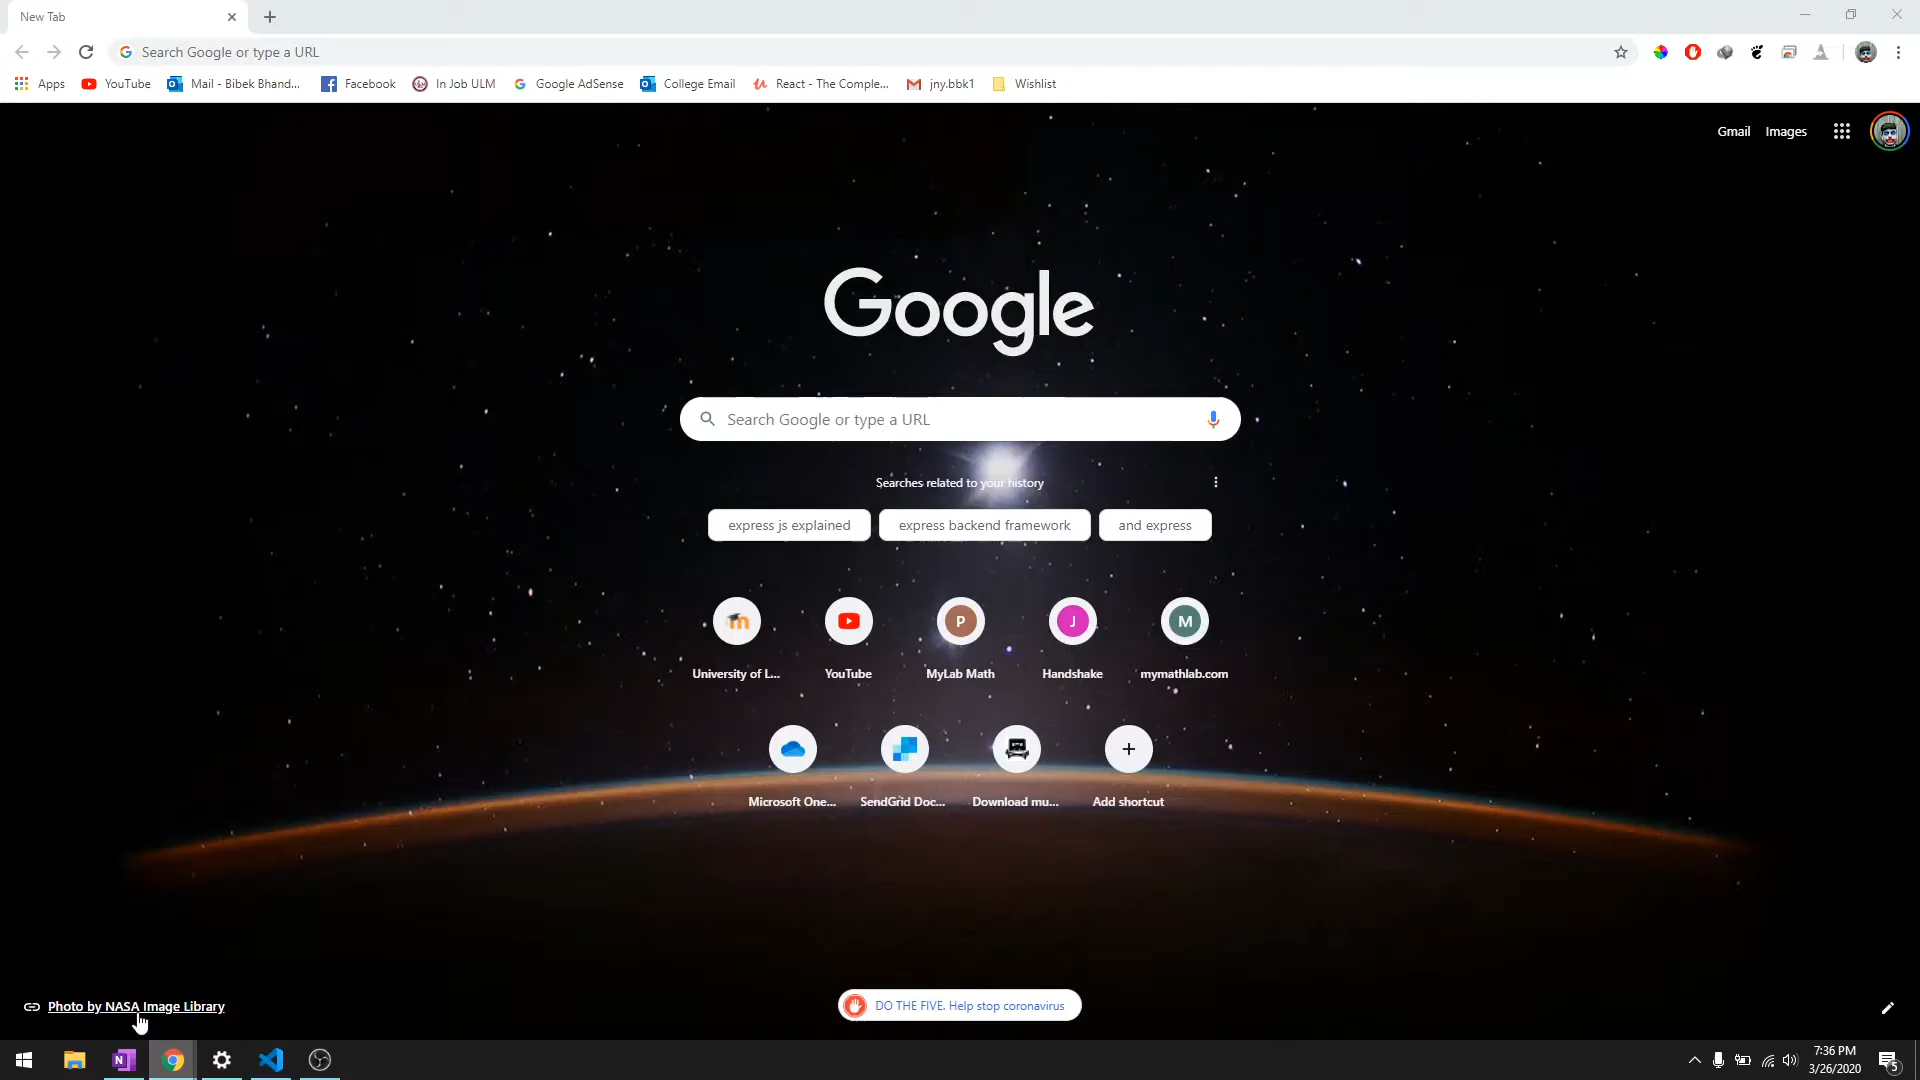 New Tab
Search Google or type a URL
Apps YouTube Mail - Bibek Bhand... Facebook In Job ULM Google AdSense College Email React - The Comple... jny.bbk1 Wishlist
Gmail Images
Google
Search Google or type a URL
Searches related to your history
express js explained express backend framework and express
P J M
University of L... YouTube MyLab Math Handshake mymathlab.com
Microsoft One... SendGrid Doc... Download mu... Add shortcut
Photo by NASA Image Library
DO THE FIVE. Help stop coronavirus
N
7:36 PM
3/26/2020
5